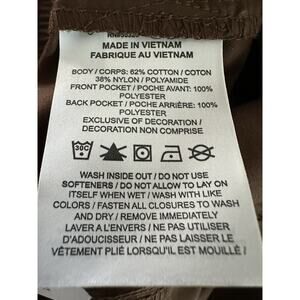 MADE IN VIETNAM
FABRIQUE AU VIETNAM
BODY / CORPS: 62% COTTON / COTON
38% NYLON / POLYAMIDE
FRONT POCKET / POCHE AVANT: 100%
POLYESTER
BACK POCKET / POCHE ARRIÈRE: 100%
POLYESTER
EXCLUSIVE OF DECORATION /
DECORATION NON COMPRISE
30C
WASH INSIDE OUT / DO NOT USE
SOFTENERS / DO NOT ALLOW TO LAY ON
ITSELF WHEN WET / WASH WITH LIKE
COLORS / FASTEN ALL CLOSURES TO WASH
AND DRY / REMOVE IMMEDIATELY
LAVER A L'ENVERS / NE PAS UTILISER
D'ADOUCISSEUR / NE PAS LAISSER LE
VÊTEMENT PLIÉ LORSQU'IL EST MOUILLÉ /